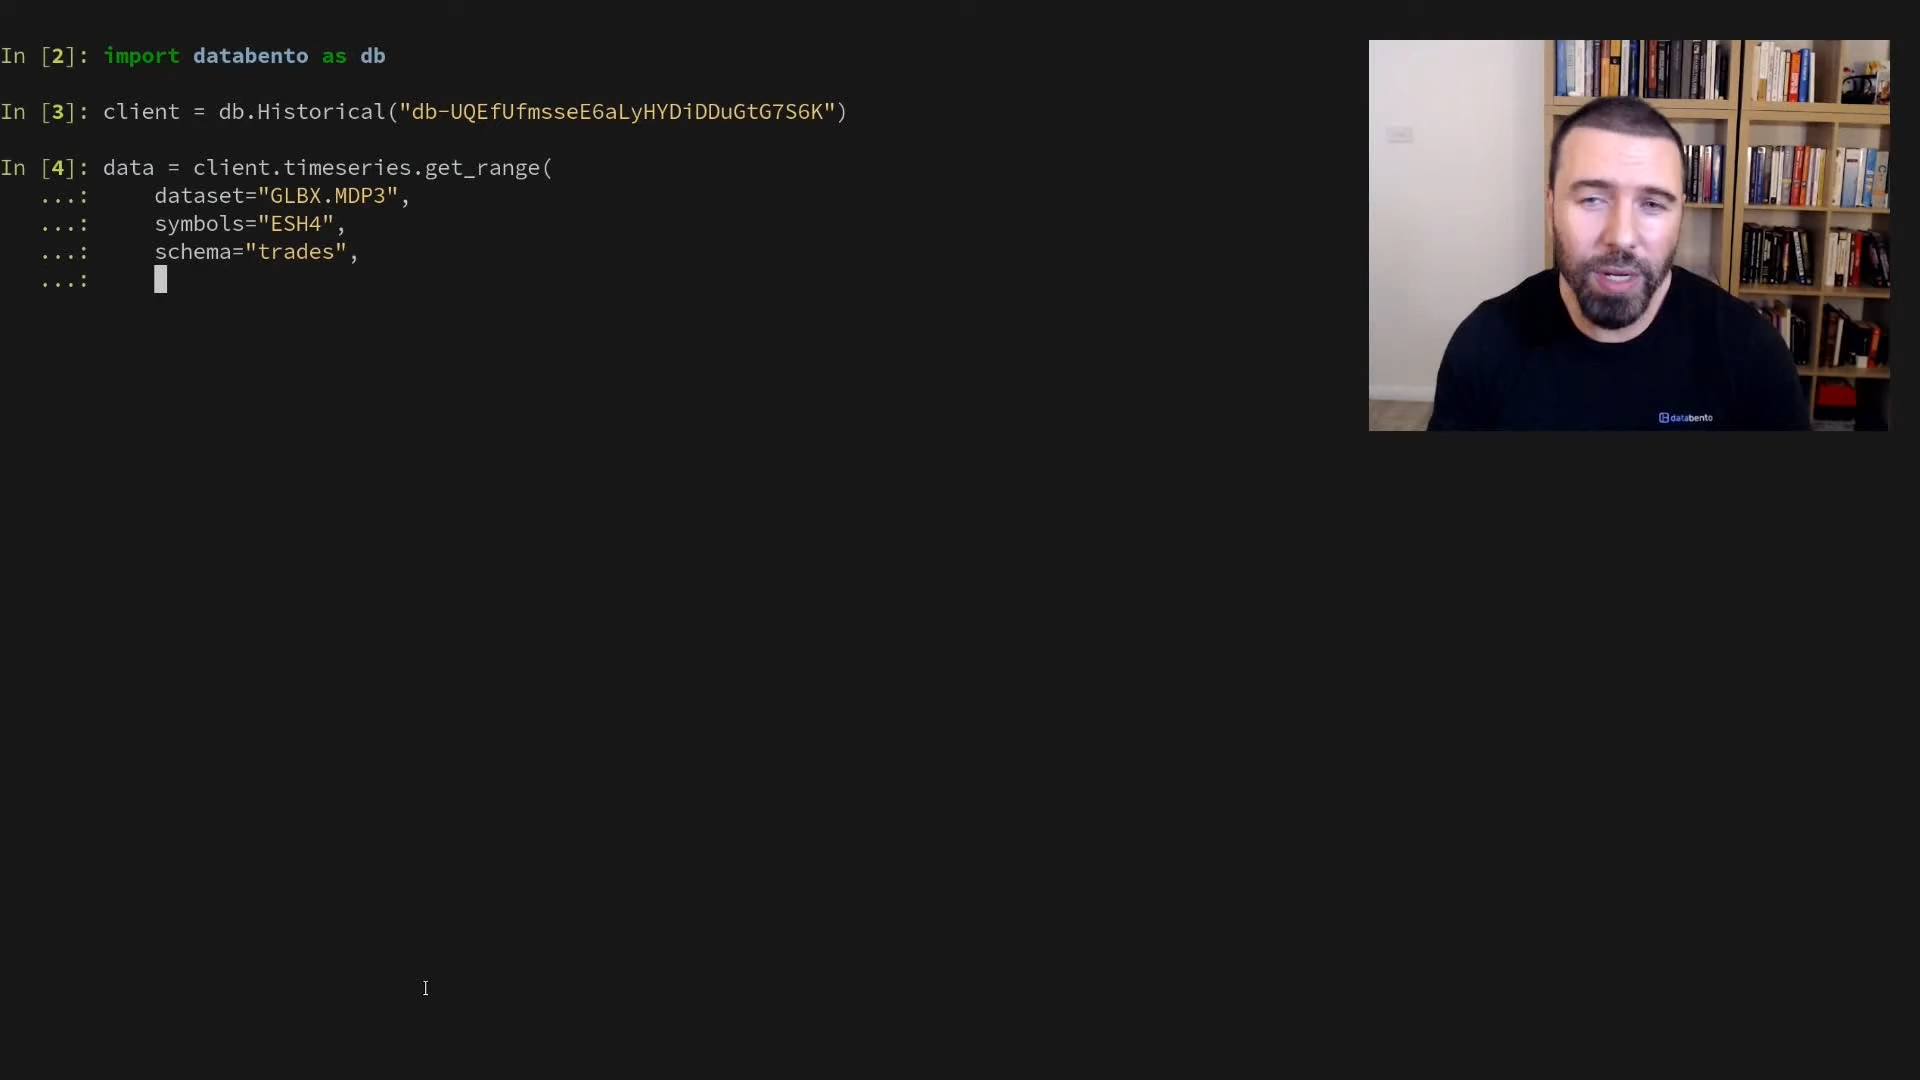 In [2]: import databento as db
In [3]: client = db.Historical("db-UQEfUfmsseE6aLyHYDiDDuGtG7S6K")
In [4]: data = client.timeseries.get_range(
...:     dataset="GLBX.MDP3",
...:     symbols="ESH4",
...:     schema="trades",
...:
databento